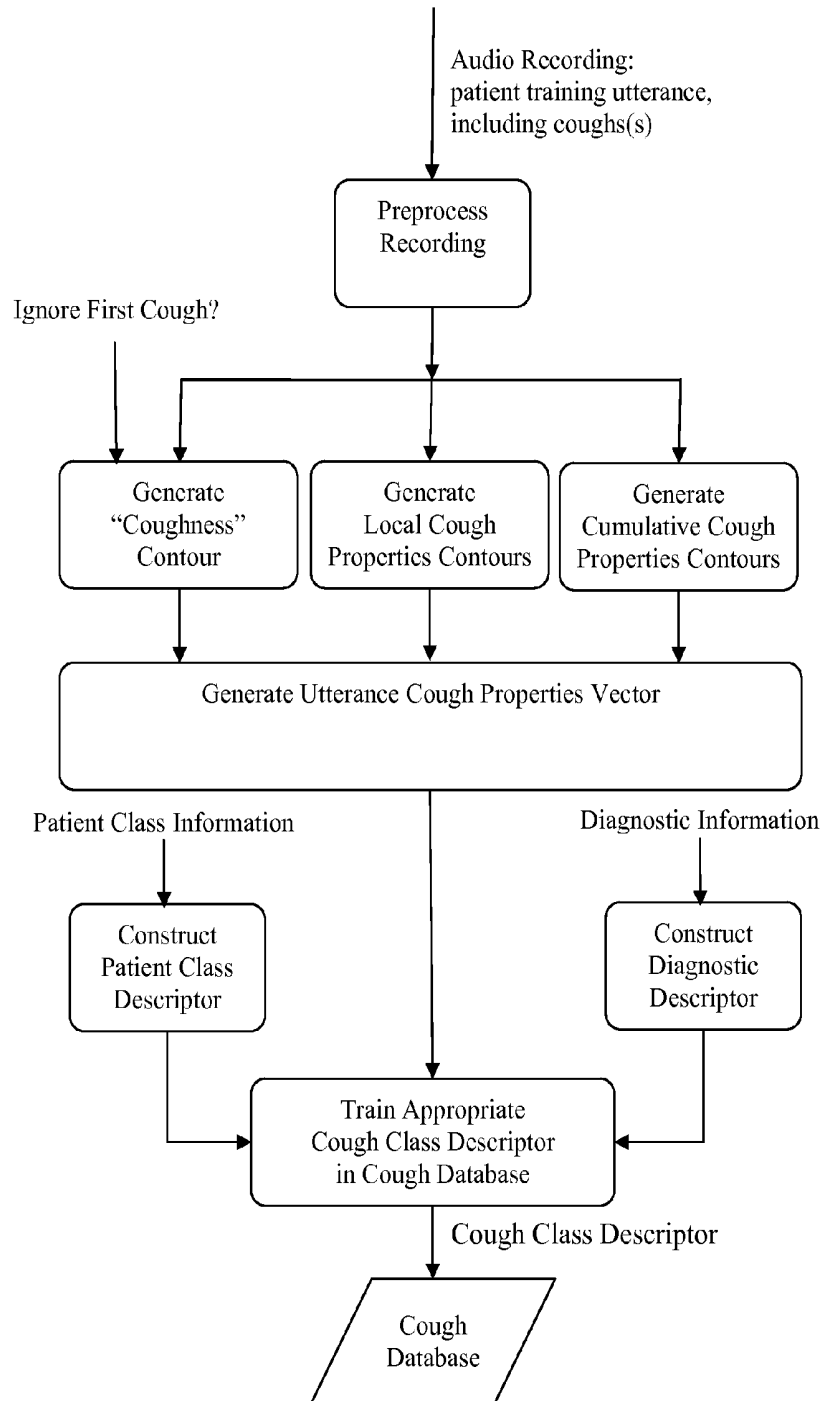 Audio Recording:
patient training utterance,
including coughs(s)
Preprocess
Recording
Ignore First Cough?
Generate
“Coughness”
Contour
Generate
Local Cough
Properties Contours
Generate
Cumulative Cough
Properties Contours
Generate Utterance Cough Properties Vector
Patient Class Information
Diagnostic Information
Construct
Patient Class
Descriptor
Construct
Diagnostic
Descriptor
Train Appropriate
Cough Class Descriptor
in Cough Database
Cough Class Descriptor
Cough
Database